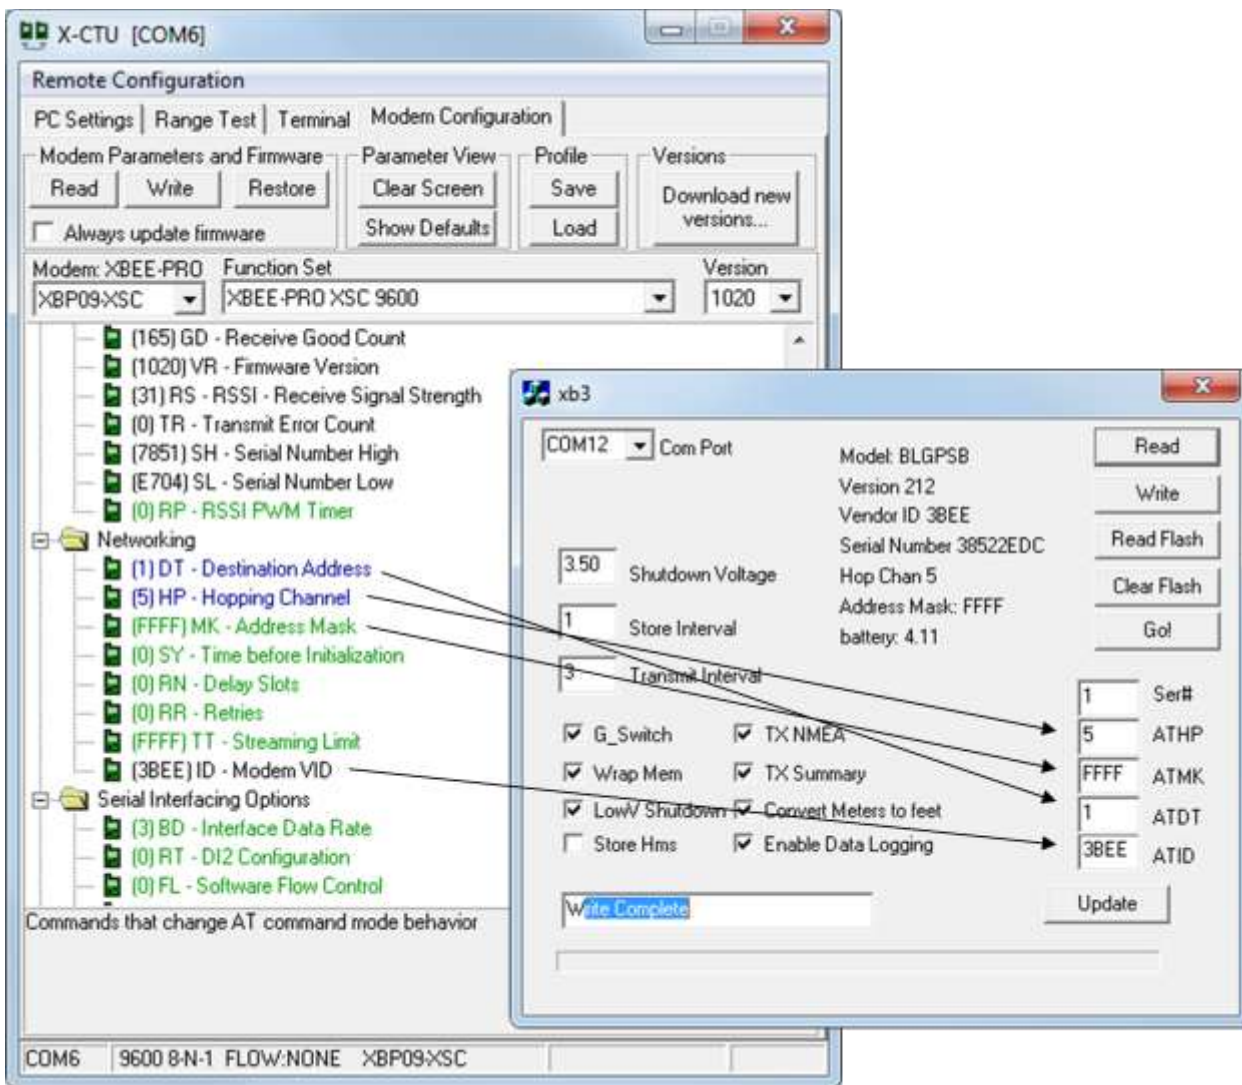 X-CTU [COM6]
Remote Configuration
PC Settings Range Test Terminal Modem Configuration
Modem Parameters and Firmware Parameter View Profile Versions
Read Write Restore Clear Screen Save Download new versions...
Always update firmware Show Defaults Load
Modem: XBEE-PRO Function Set Version
XBP09-XSC XBEE-PRO XSC 9600 1020
(165) GD - Receive Good Count
(1020) VR - Firmware Version
(31) RS - RSSI - Receive Signal Strength
(0) TR - Transmit Error Count
(7851) SH - Serial Number High
(E704) SL - Serial Number Low
(0) RP - RSSI PWM Timer
Networking
(1) DT - Destination Address
(5) HP - Hopping Channel
(FFFF) MK - Address Mask
(0) SY - Time before Initialization
(0) RN - Delay Slots
(0) RR - Retries
(FFFF) TT - Streaming Limit
(3BEE) ID - Modem VID
Serial Interfacing Options
(3) BD - Interface Data Rate
(0) RT - DI2 Configuration
(0) FL - Software Flow Control
Commands that change AT command mode behavior
COM6 9600 8-N-1 FLOW:NONE XBP09-XSC
xb3
COM12 Com Port
Model: BLGPSB
Version 212
Vendor ID 3BEE
Serial Number 38522EDC
Hop Chan 5
Address Mask: FFFF
battery: 4.11
Read
Write
Read Flash
Clear Flash
Go!
3.50 Shutdown Voltage
1 Store Interval
3 Transmit Interval
G_Switch TX NMEA
Wrap Mem TX Summary
LowV Shutdown Convert Meters to feet
Store Hms Enable Data Logging
1 Ser#
5 ATHP
FFFF ATMK
1 ATDT
3BEE ATID
Write Complete
Update